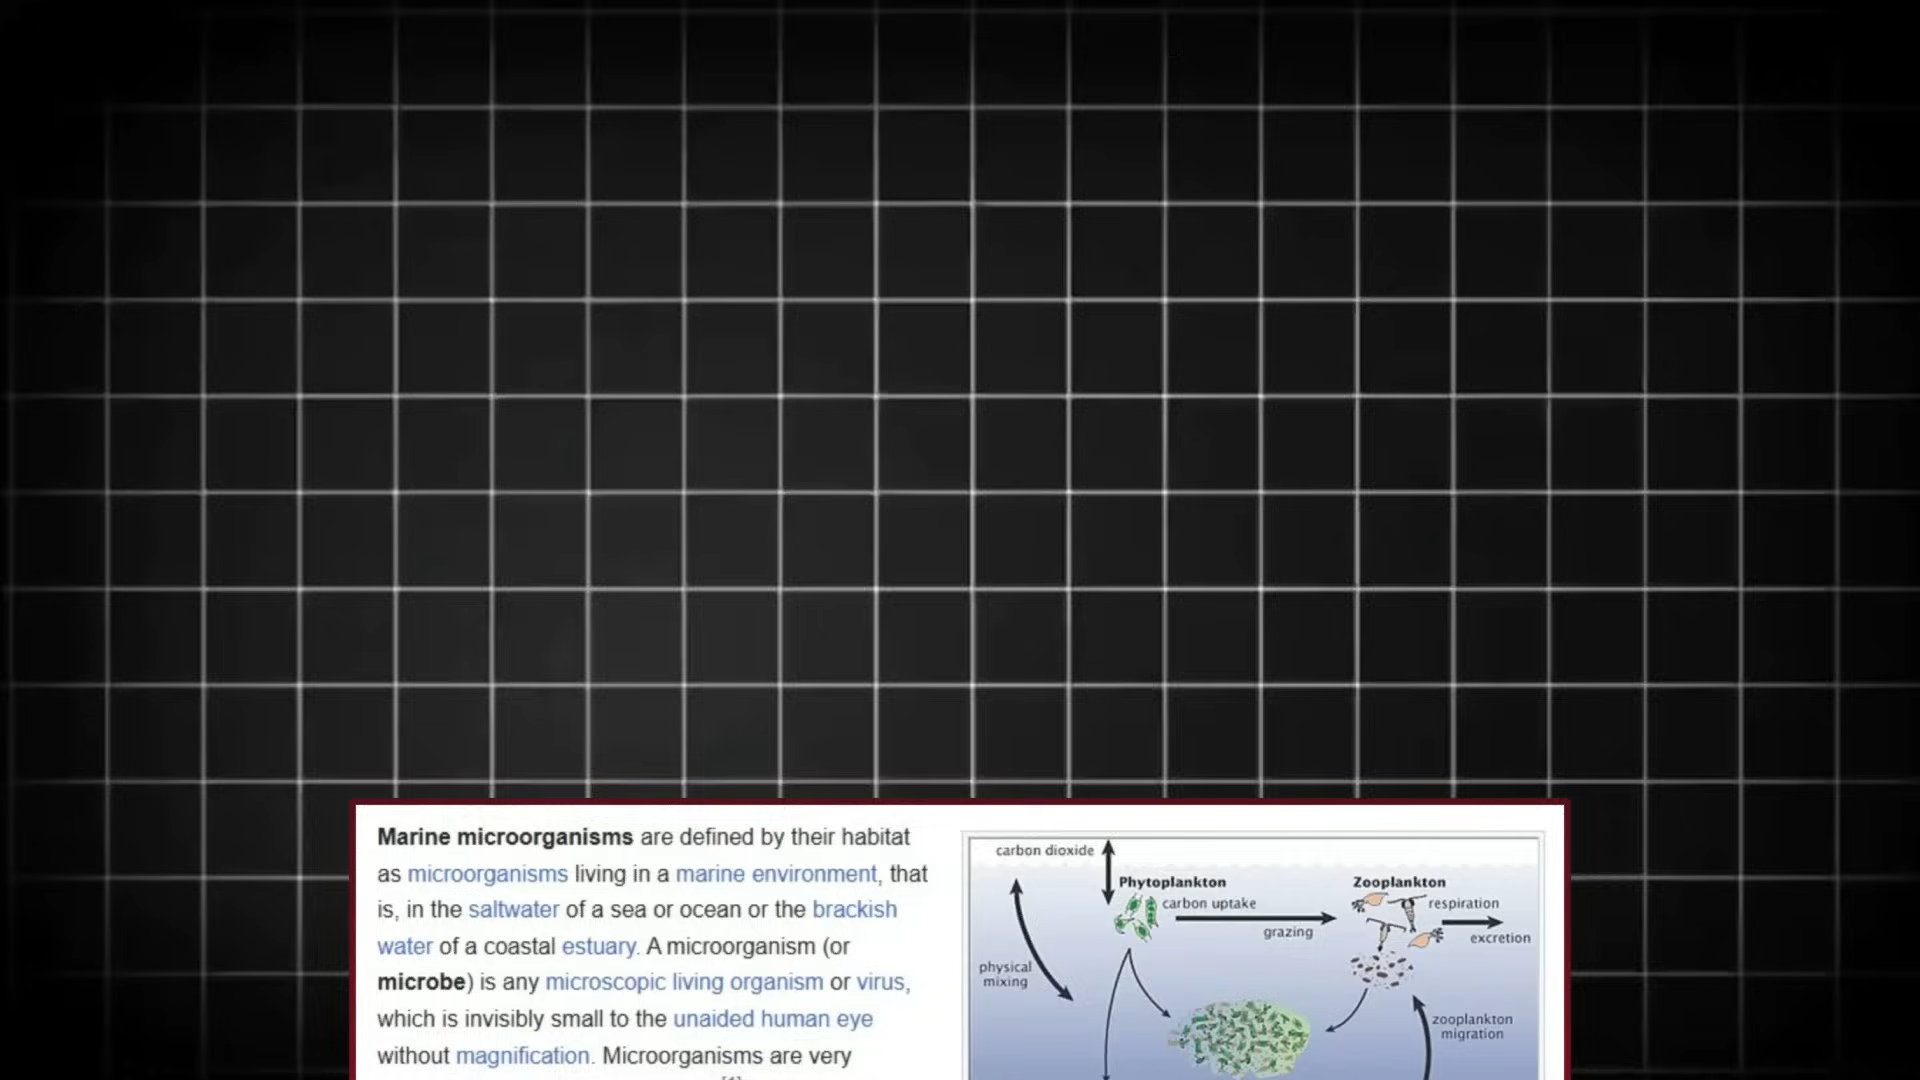 Marine microorganisms are defined by their habitat
as microorganisms living in a marine environment, that
is, in the saltwater of a sea or ocean or the brackish
water of a coastal estuary. A microorganism (or
microbe) is any microscopic living organism or virus,
which is invisibly small to the unaided human eye
without magnification. Microorganisms are very
carbon dioxide
Phytoplankton
carbon uptake
grazing
Zooplankton
respiration
excretion
physical
mixing
zooplankton
migration